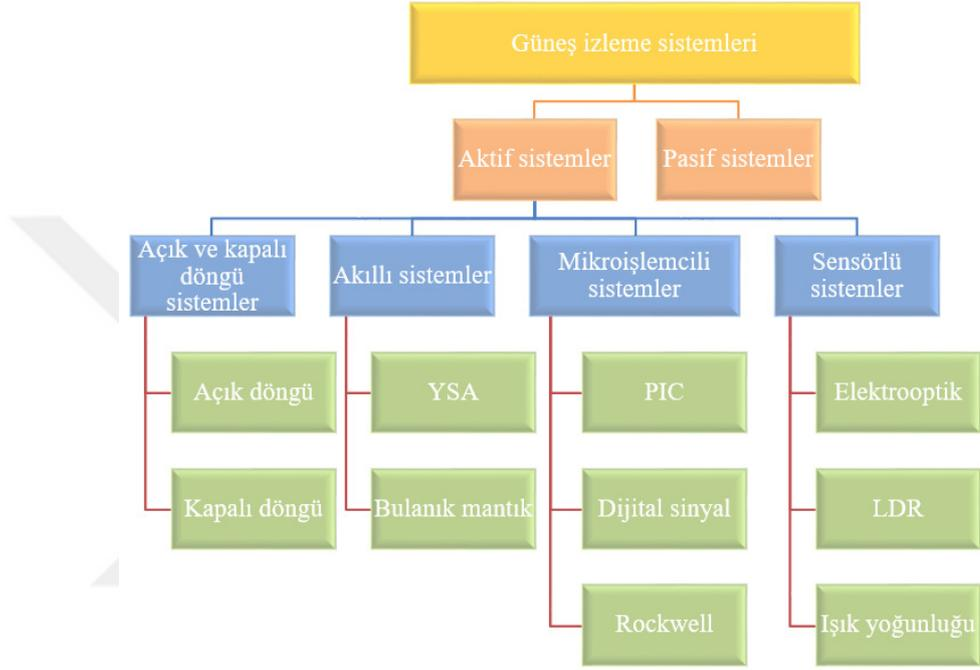 Güneş izleme sistemleri
Aktif sistemler
Pasif sistemler
Açık ve kapalı
döngü
sistemler
Akıllı sistemler
Mikroişlemcili
sistemler
Sensörlü
sistemler
Açık döngü
YSA
PIC
Elektrooptik
Kapalı döngü
Bulanık mantık
Dijital sinyal
LDR
Rockwell
Işık yoğunluğu